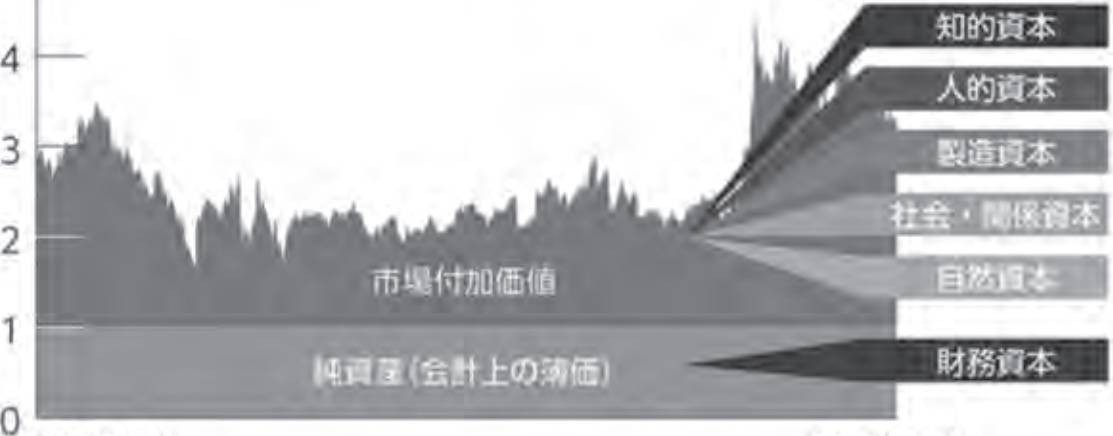 4
3
2
1
0
知的資本
人的資本
製造資本
社会・関係資本
自然資本
財務資本
市場付加価値
純資産(会計上の簿価)